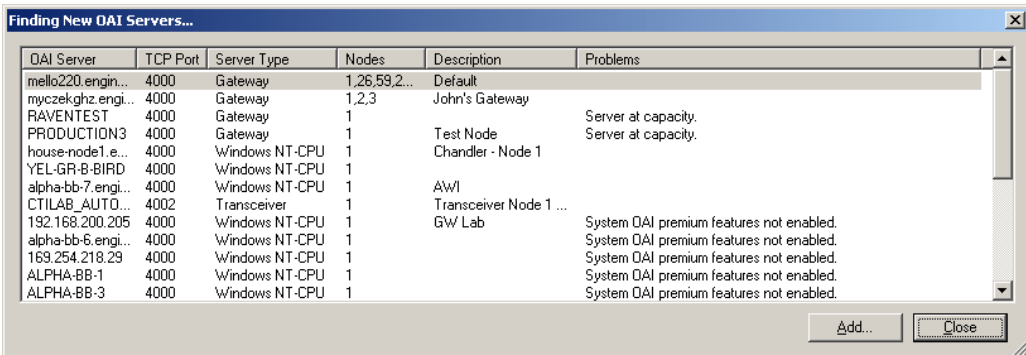 Finding New OAI Servers...
OAI Server TCP Port Server Type Nodes Description Problems
mello220.engin... 4000 Gateway 1,26,59,2... Default
myczekghz.engi... 4000 Gateway 1,2,3 John's Gateway
RAVENTEST 4000 Gateway 1 Server at capacity.
PRODUCTION3 4000 Gateway 1 Test Node Server at capacity.
house-node1.e... 4000 Windows NT-CPU 1 Chandler - Node 1
YEL-GR-B-BIRD 4000 Windows NT-CPU 1
alpha-bb-7.engi... 4000 Windows NT-CPU 1 AWI
CTILAB_AUTO... 4002 Transceiver 1 Transceiver Node 1 ...
192.168.200.205 4000 Windows NT-CPU 1 GW Lab System OAI premium features not enabled.
alpha-bb-6.engi... 4000 Windows NT-CPU 1 System OAI premium features not enabled.
169.254.218.29 4000 Windows NT-CPU 1 System OAI premium features not enabled.
ALPHA-BB-1 4000 Windows NT-CPU 1 System OAI premium features not enabled.
ALPHA-BB-3 4000 Windows NT-CPU 1 System OAI premium features not enabled.
Add... Close